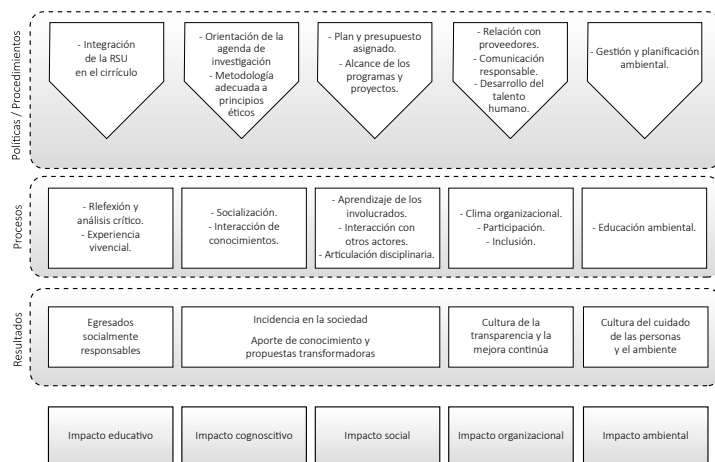 Políticas / Procedimientos
- Integración
de la RSU
en el cirrículo
- Orientación de la
agenda de
investigación
- Metodología
adecuada a
principios
éticos
- Plan y presupuesto
asignado.
- Alcance de los
programas y
proyectos.
- Relación con
proveedores.
- Comunicación
responsable.
- Desarrollo del
talento
humano.
- Gestión y planificación
ambiental.
Procesos
- Rlefexión y
análisis crítico.
- Experiencia
vivencial.
- Socialización.
- Interacción de
conocimientos.
- Aprendizaje de los
involucrados.
- Interacción con
otros actores.
- Articulación disciplinaria.
- Clima organizacional.
- Participación.
- Inclusión.
- Educación ambiental.
Resultados
Egresados
socialmente
responsables
Incidencia en la sociedad
Aporte de conocimiento y
propuestas transformadoras
Cultura de la
transparencia y la
mejora continúa
Cultura del cuidado
de las personas
y el ambiente
Impacto educativo
Impacto cognoscitivo
Impacto social
Impacto organizacional
Impacto ambiental